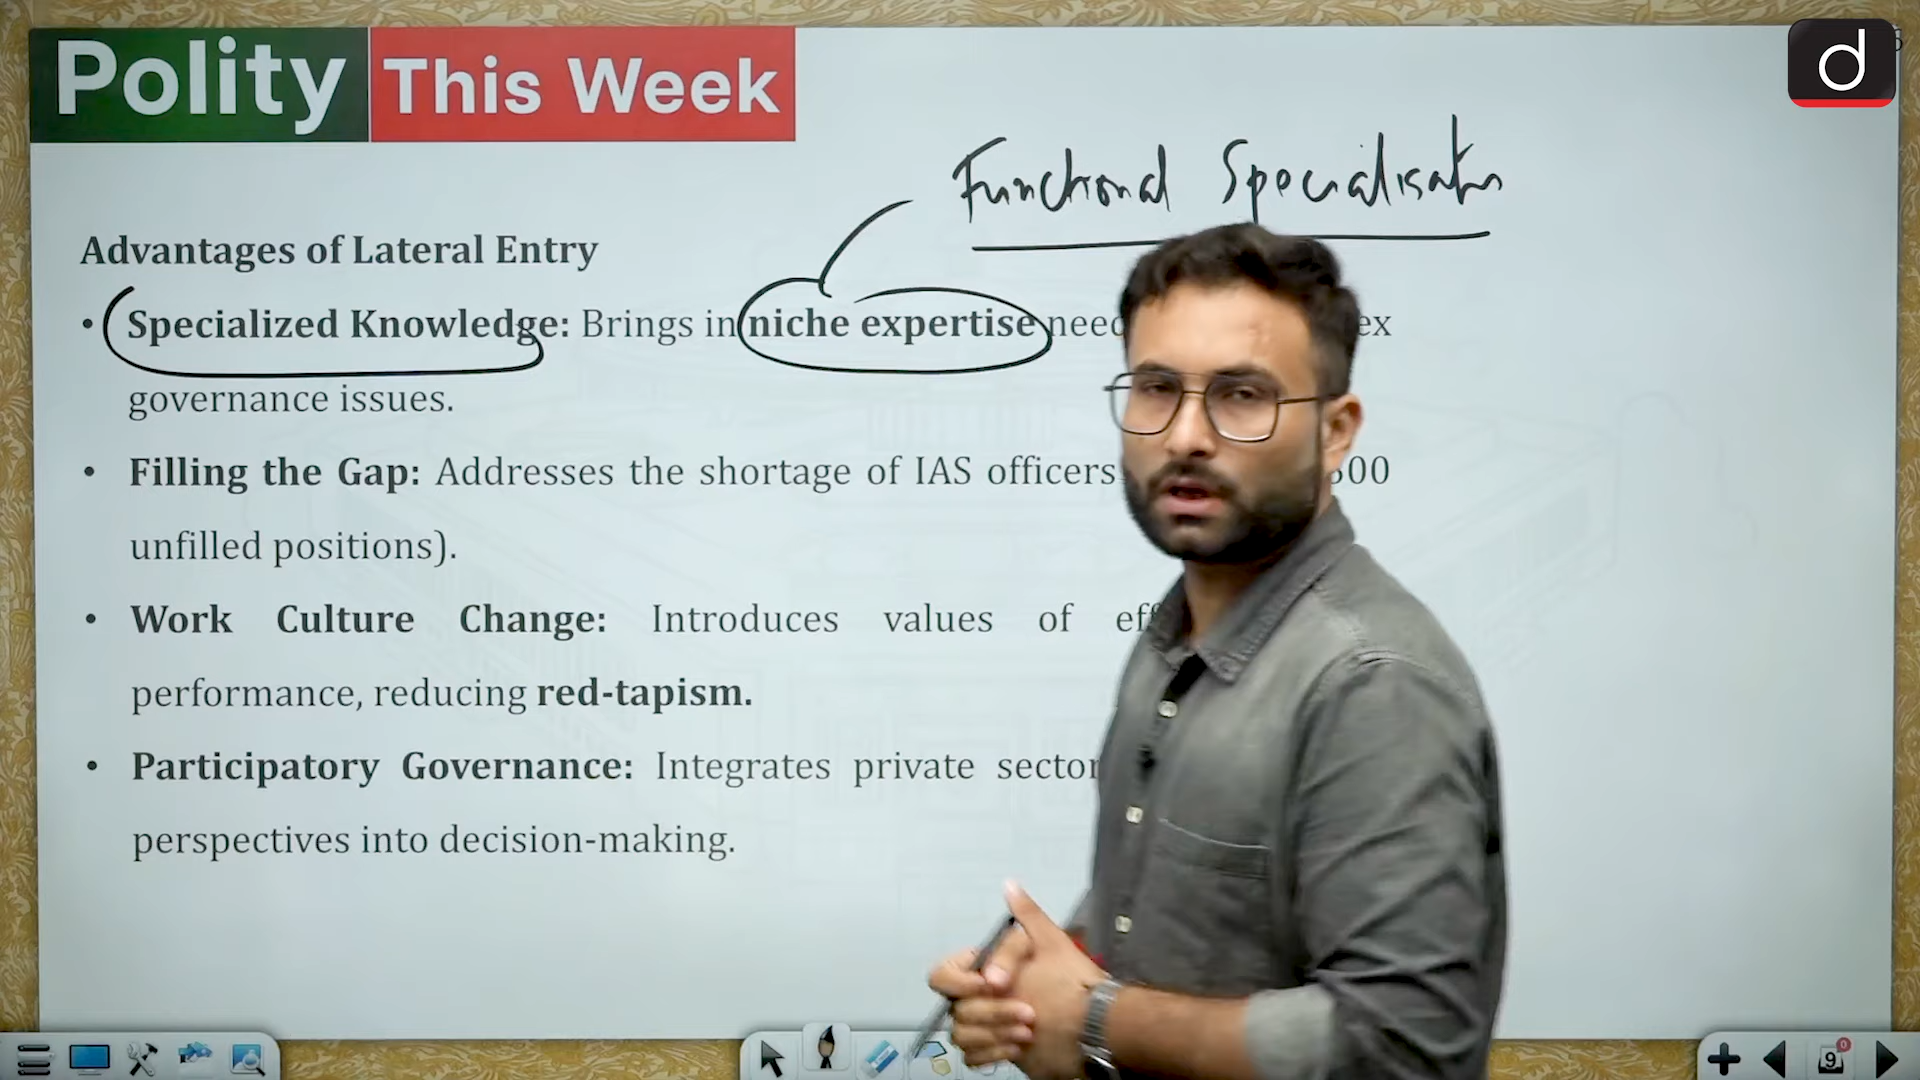 Polity This Week
d
Functional Specialisatn
Advantages of Lateral Entry
• Specialized Knowledge: Brings in niche expertise
governance issues.
• Filling the Gap: Addresses the shortage of IAS officers
unfilled positions).
• Work Culture Change: Introduces values of
performance, reducing red-tapism.
• Participatory Governance: Integrates private sector
perspectives into decision-making.
9